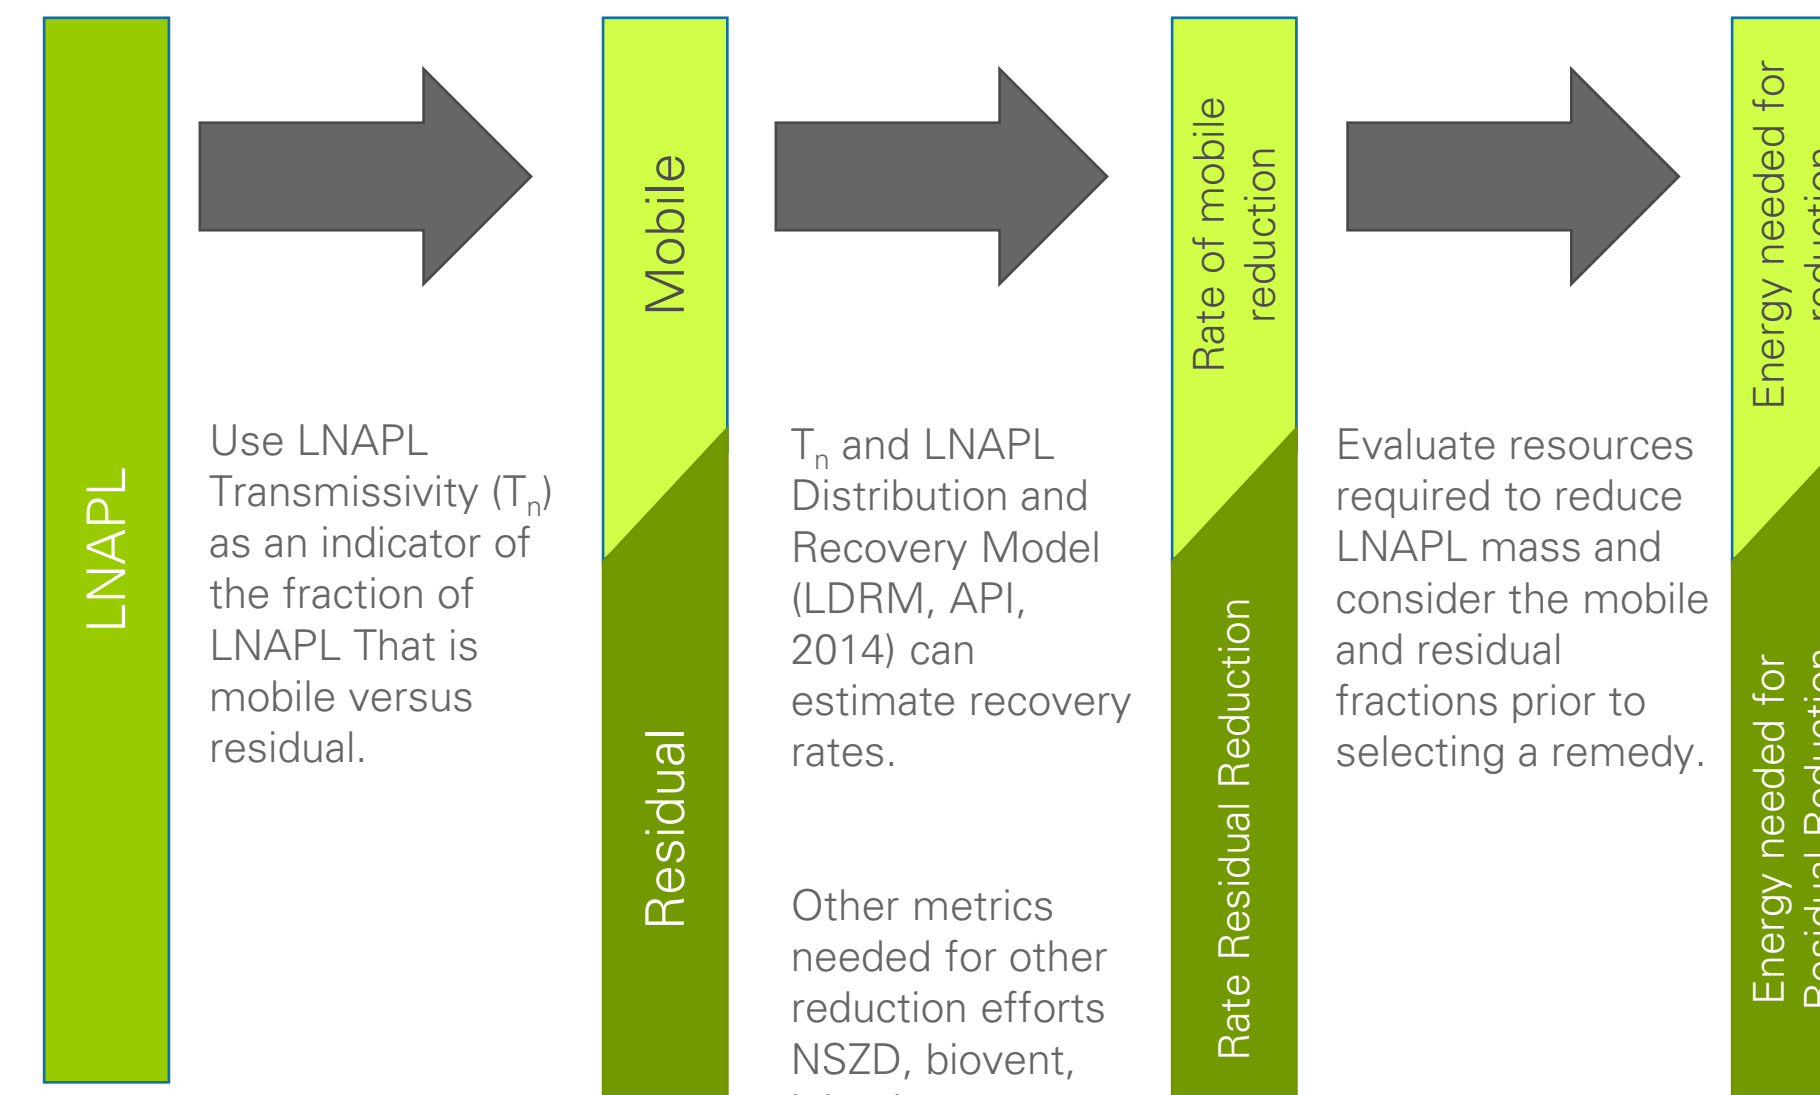 LNAPL
Use LNAPL
Transmissivity (Tn)
as an indicator of
the fraction of
LNAPL That is
mobile versus
residual.
Mobile
Residual
Tn and LNAPL
Distribution and
Recovery Model
(LDRM, API,
2014) can
estimate recovery
rates.
Other metrics
needed for other
reduction efforts
NSZD, biovent,
Rate of mobile
reduction
Rate Residual Reduction
Evaluate resources
required to reduce
LNAPL mass and
consider the mobile
and residual
fractions prior to
selecting a remedy.
Energy needed for
reduction
Energy needed for
Residual Reduction